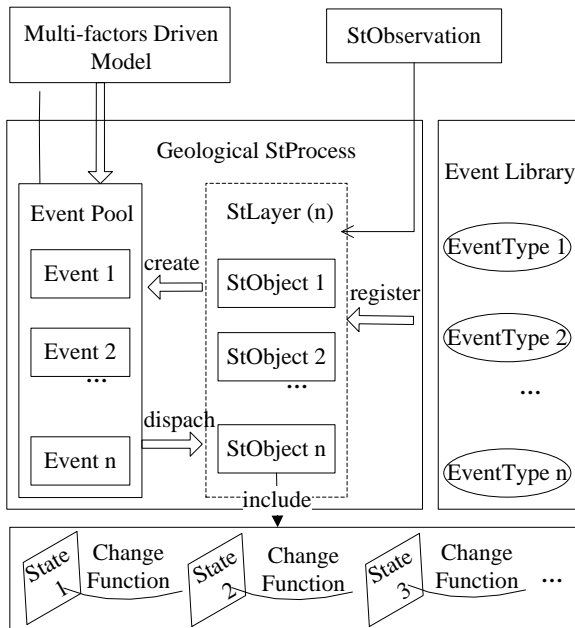 Multi-factors Driven
Model
StObservation
Geological StProcess
Event Library
Event Pool
StLayer (n)
Event 1
create
StObject 1
register
EventType 1
Event 2
StObject 2
EventType 2
...
...
...
dispach
Event n
StObject n
EventType n
include
State
1
Change
Function
State
2
Change
Function
State
3
Change
Function
...